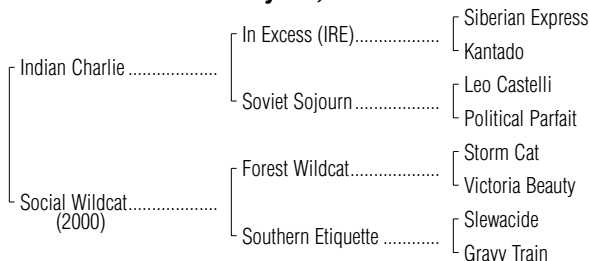 Siberian Express
In Excess (IRE)..................
Kantado
Indian Charlie ...................
Leo Castelli
Soviet Sojourn..................
Political Parfait
Storm Cat
Forest Wildcat...................
Victoria Beauty
Social Wildcat...................
(2000)
Slewacide
Southern Etiquette ............
Gravy Train